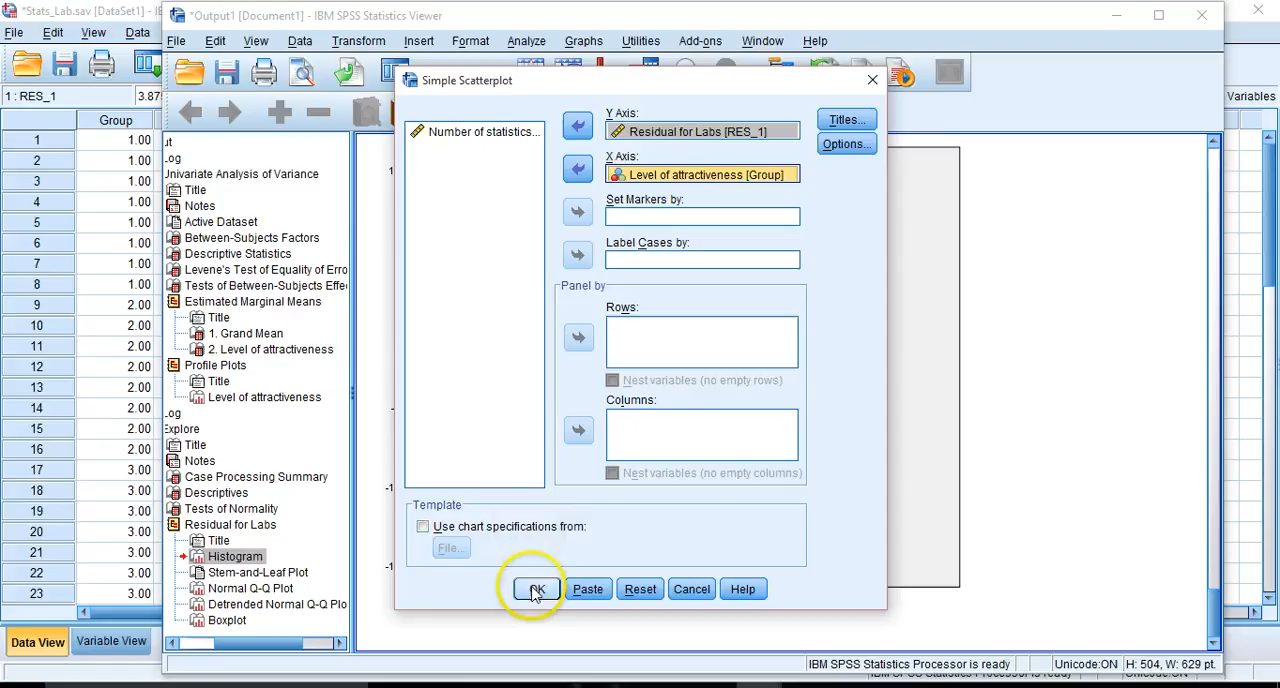 *Stats_Lab.sav [DataSet1] - IB
*Output1 [Document1] - IBM SPSS Statistics Viewer
File Edit View Data
File Edit View Data Transform Insert Format Analyze Graphs Utilities Add-ons Window Help
1 : RES_1 3.87
Variables
Group
1 1.00
2 1.00
3 1.00
4 1.00
5 1.00
6 1.00
7 1.00
8 1.00
9 2.00
10 2.00
11 2.00
12 2.00
13 2.00
14 2.00
15 2.00
16 2.00
17 3.00
18 3.00
19 3.00
20 3.00
21 3.00
22 3.00
23 3.00
Data View Variable View
ut
.og
Univariate Analysis of Variance
Title
Notes
Active Dataset
Between-Subjects Factors
Descriptive Statistics
Levene's Test of Equality of Erro
Tests of Between-Subjects Effe
Estimated Marginal Means
Title
1. Grand Mean
2. Level of attractiveness
Profile Plots
Title
Level of attractiveness
.og
Explore
Title
Notes
Case Processing Summary
Descriptives
Tests of Normality
Residual for Labs
Title
Histogram
Stem-and-Leaf Plot
Normal Q-Q Plot
Detrended Normal Q-Q Plo
Boxplot
Simple Scatterplot
Number of statistics...
Y Axis:
Residual for Labs [RES_1]
X Axis:
Level of attractiveness [Group]
Set Markers by:
Label Cases by:
Titles...
Options...
Panel by
Rows:
Nest variables (no empty rows)
Columns:
Nest variables (no empty columns)
Template
Use chart specifications from:
File...
OK Paste Reset Cancel Help
IBM SPSS Statistics Processor is ready Unicode:ON H: 504, W: 629 pt.